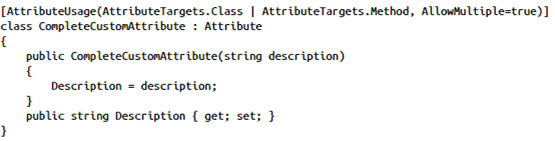 [AttributeUsage(AttributeTargets.Class | AttributeTargets.Method, AllowMultiple=true)]
class CompleteCustomAttribute : Attribute
{
    public CompleteCustomAttribute(string description)
    {
        Description = description;
    }
    public string Description { get; set; }
}